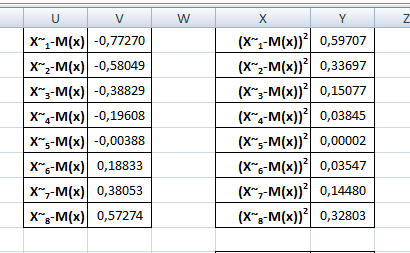 U V W X Y Z
X~₁-M(x) -0,77270 (X~₁-M(x))² 0,59707
X~₂-M(x) -0,58049 (X~₂-M(x))² 0,33697
X~₃-M(x) -0,38829 (X~₃-M(x))² 0,15077
X~₄-M(x) -0,19608 (X~₄-M(x))² 0,03845
X~₅-M(x) -0,00388 (X~₅-M(x))² 0,00002
X~₆-M(x) 0,18833 (X~₆-M(x))² 0,03547
X~₇-M(x) 0,38053 (X~₇-M(x))² 0,14480
X~₈-M(x) 0,57274 (X~₈-M(x))² 0,32803